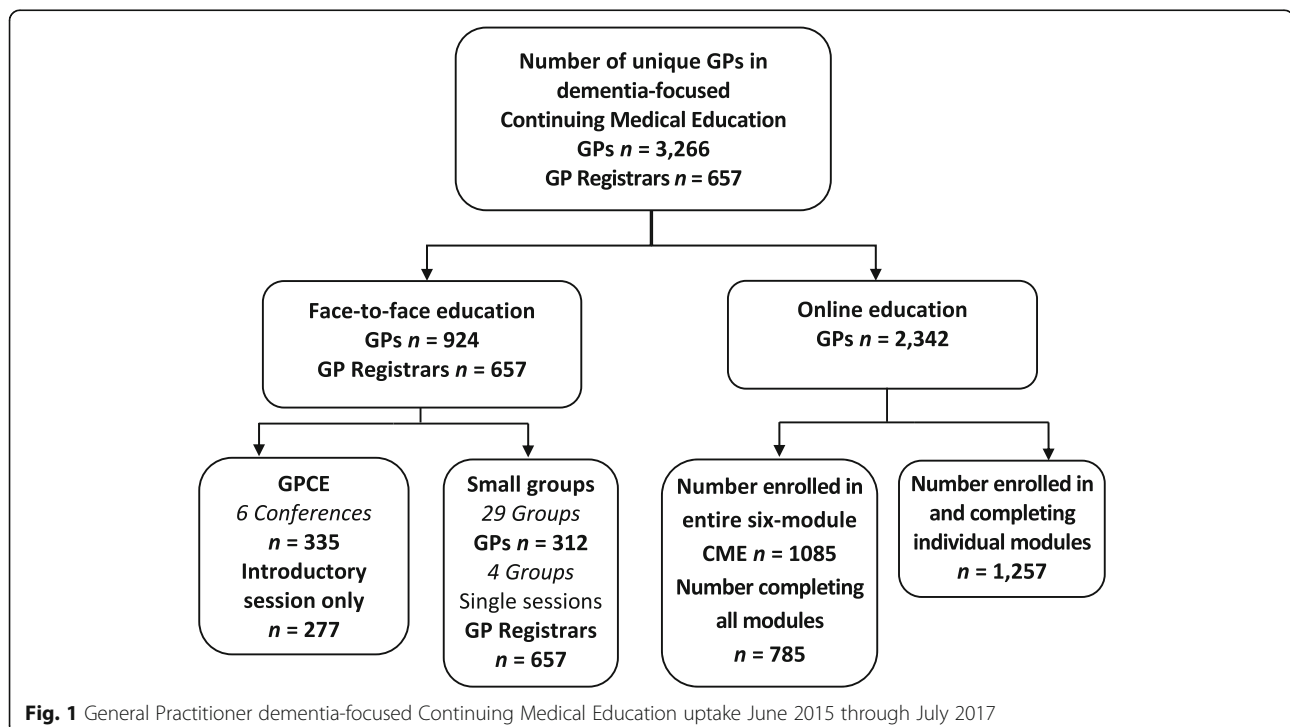 Number of unique GPs in
dementia-focused
Continuing Medical Education
GPs n = 3,266
GP Registrars n = 657
Face-to-face education
GPs n = 924
GP Registrars n = 657
Online education
GPs n = 2,342
GPCE
6 Conferences
n = 335
Introductory
session only
n = 277
Small groups
29 Groups
GPs n = 312
4 Groups
Single sessions
GP Registrars
n = 657
Number enrolled in
entire six-module
CME n = 1085
Number completing
all modules
n = 785
Number enrolled in
and completing
individual modules
n = 1,257
Fig. 1 General Practitioner dementia-focused Continuing Medical Education uptake June 2015 through July 2017